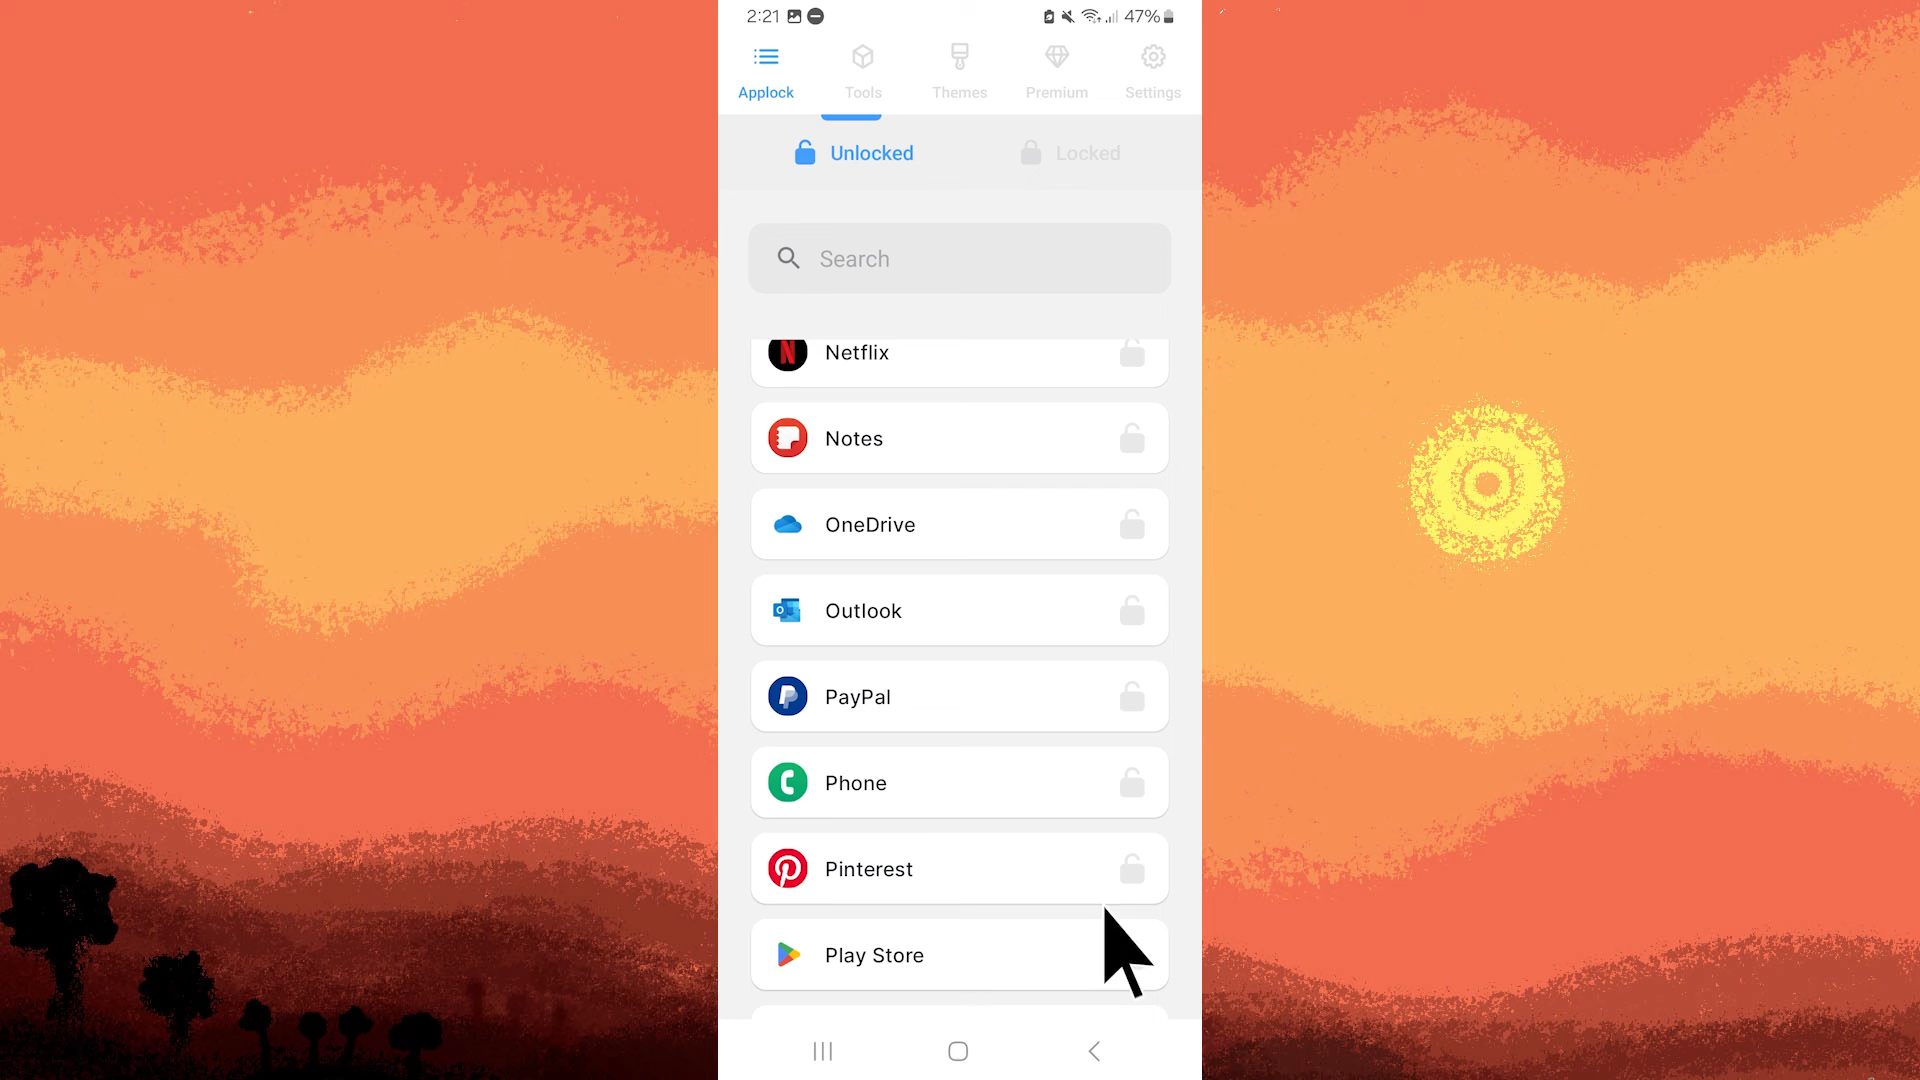 2:21 47%
Applock Tools Themes Premium Settings
Unlocked Locked
Search
Netflix
Notes
OneDrive
Outlook
PayPal
Phone
Pinterest
Play Store